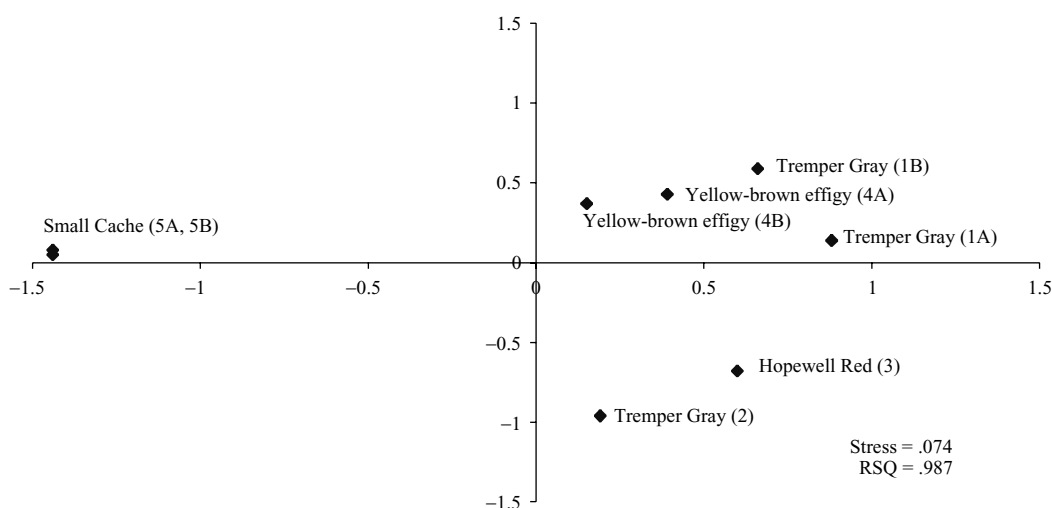 1.5
1
Tremper Gray (1B)
0.5
Yellow-brown effigy (4A)
Small Cache (5A, 5B)
Yellow-brown effigy (4B)
Tremper Gray (1A)
0
–1.5
–1
–0.5
0
0.5
1
1.5
–0.5
Hopewell Red (3)
–1
Tremper Gray (2)
Stress = .074
RSQ = .987
–1.5